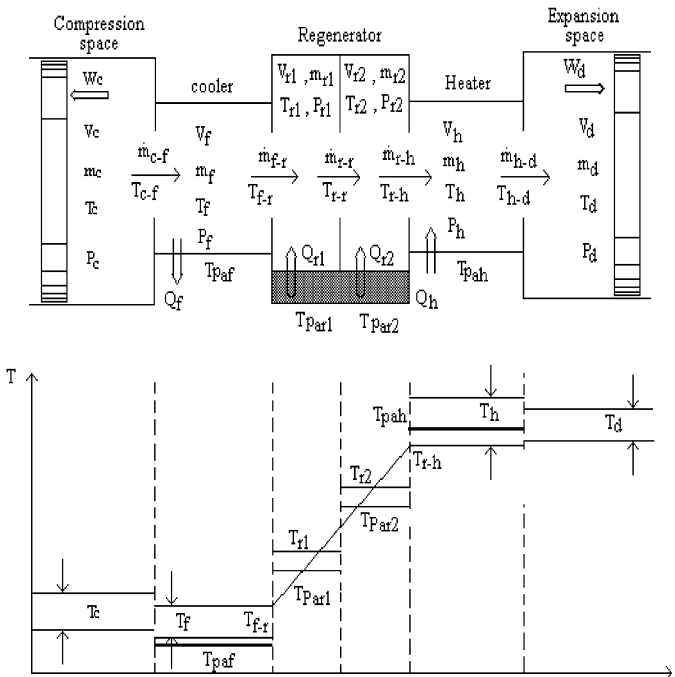 Compression space
Regenerator
Expansion space
Wc
cooler
Vr1 , mr1
Tr1 , Pr1
Vr2 , mr2
Tr2 , Pr2
Heater
Wd
Vc
mc
Tc
Pc
ṁc-f
Tc-f
Vf
mf
Tf
Pf
ṁf-r
Tf-r
ṁr-r
Tr-r
ṁr-h
Tr-h
Vh
mh
Th
Ph
ṁh-d
Th-d
Vd
md
Td
Pd
Qf
Tpaf
Qr1
Qr2
Qh
Tpah
Tpar1
Tpar2
T
Tpah
Th
Td
Tr-h
Tr2
TPar2
Tr1
TPar1
Tc
Tf
Tf-r
Tpaf